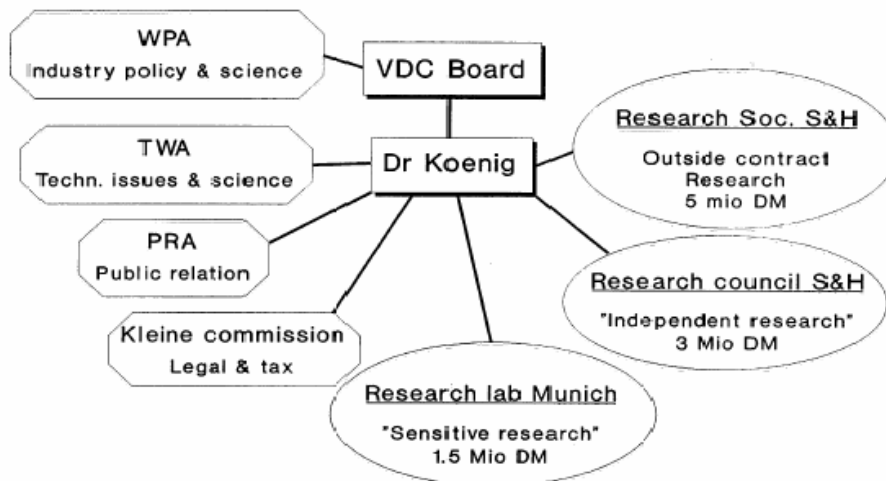 WPA
Industry policy & science
VDC Board
TWA
Techn. issues & science
Dr Koenig
Research Soc. S&H
Outside contract
Research
5 mio DM
PRA
Public relation
Research council S&H
"Independent research"
3 Mio DM
Kleine commission
Legal & tax
Research lab Munich
"Sensitive research"
1.5 Mio DM